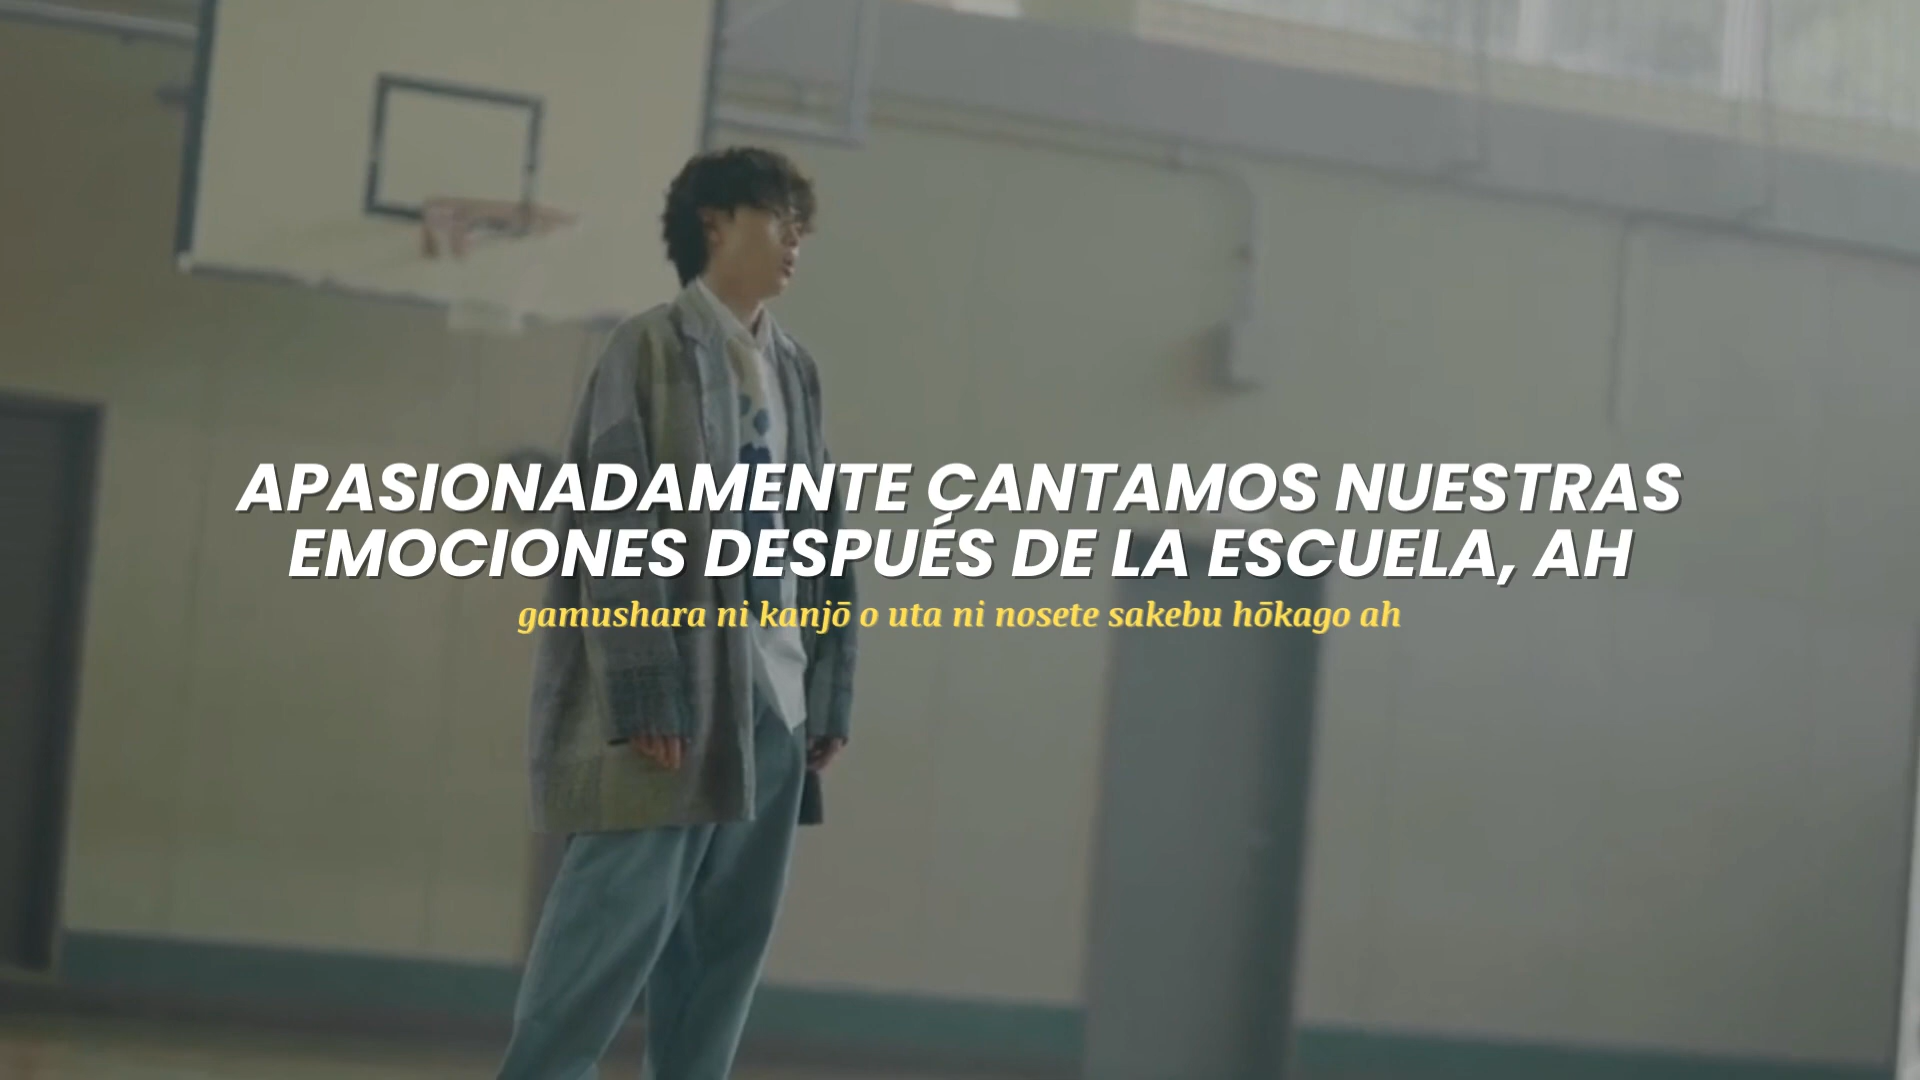 APASIONADAMENTE CANTAMOS NUESTRAS
EMOCIONES DESPUÉS DE LA ESCUELA, AH
gamushara ni kanjō o uta ni nosete sakebu hōkago ah